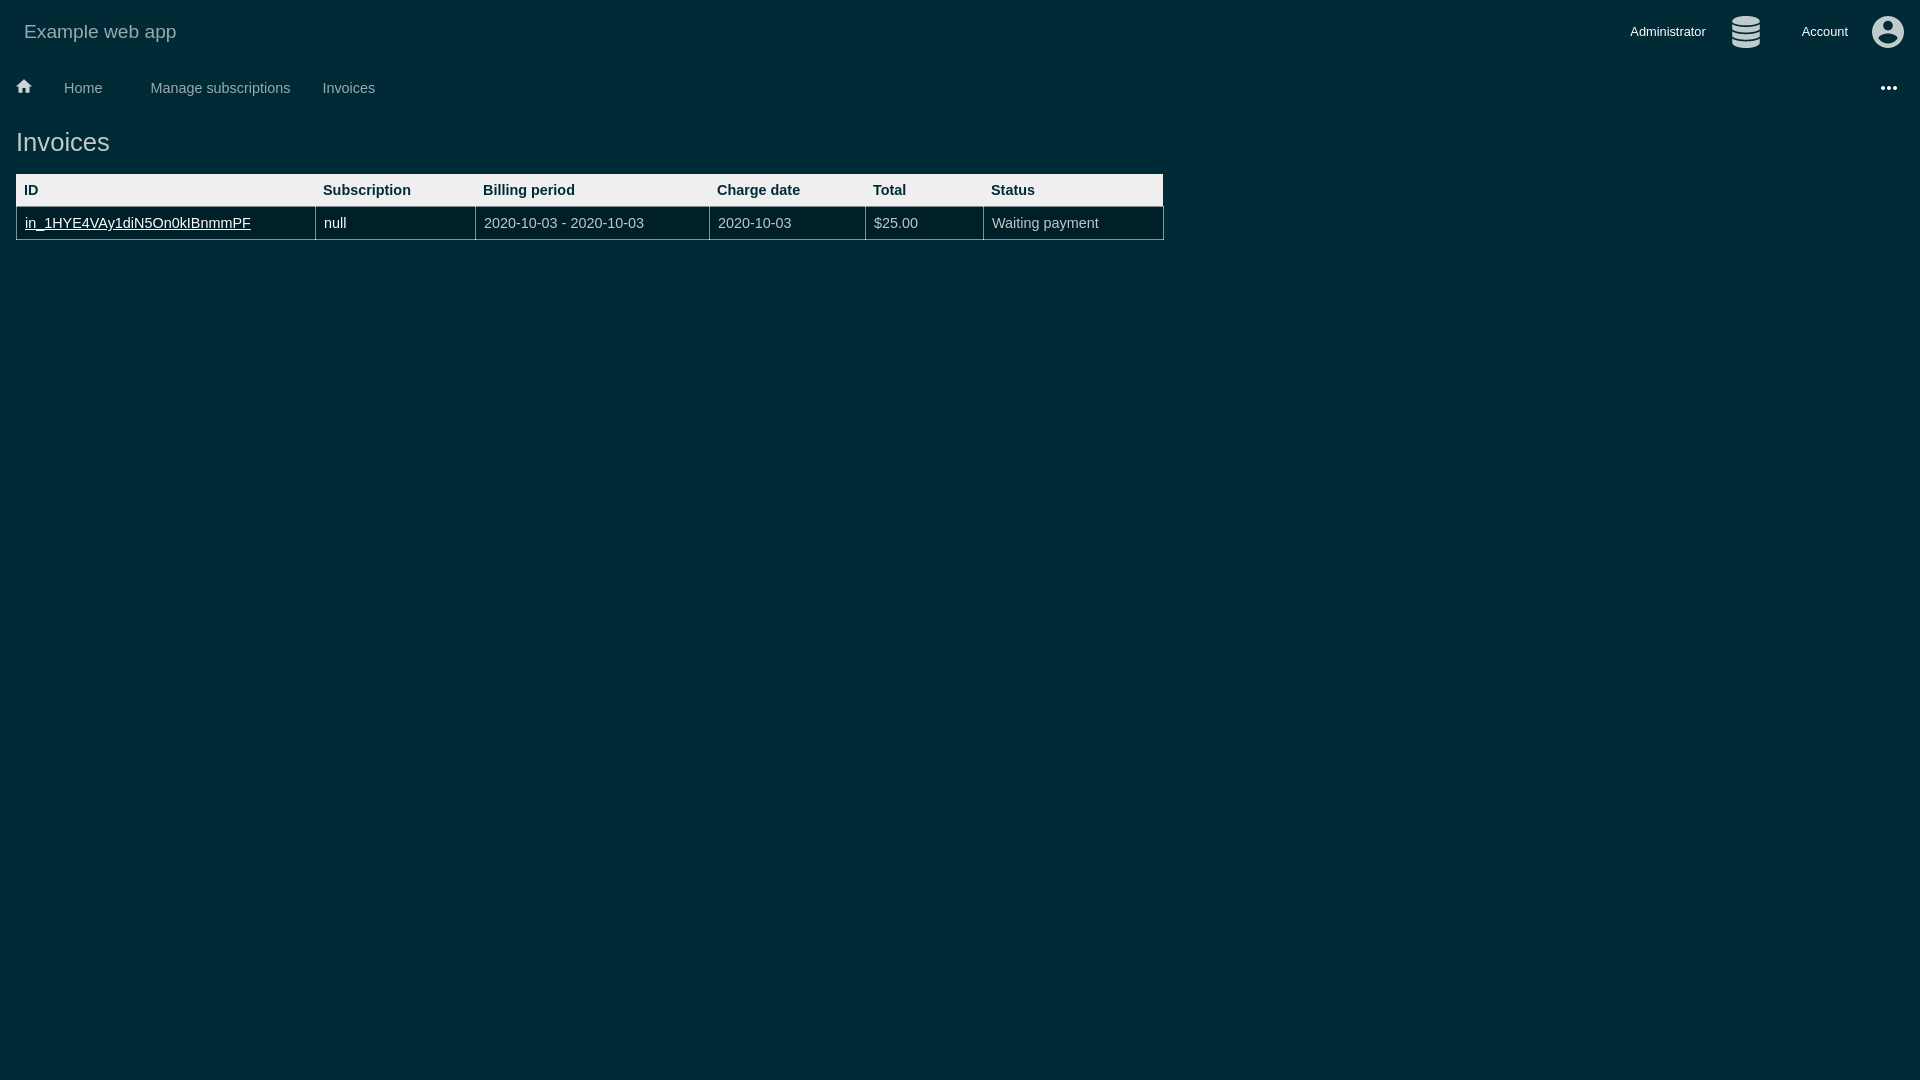 Example web app
Administrator
Account
Home
Manage subscriptions
Invoices
Invoices
ID Subscription Billing period Charge date Total Status
in_1HYE4VAy1diN5On0kIBnmmPF null 2020-10-03 - 2020-10-03 2020-10-03 $25.00 Waiting payment